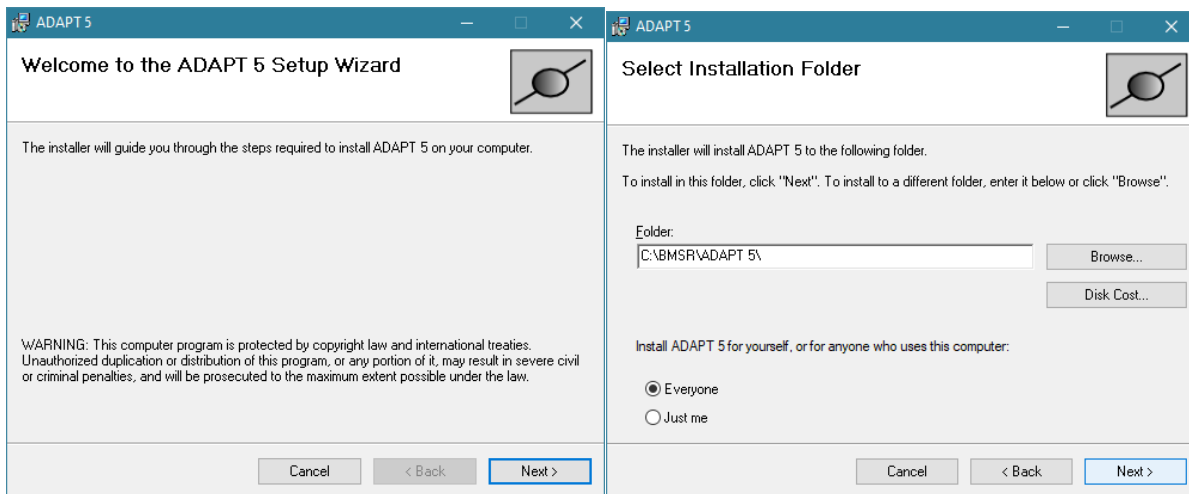 ADAPT 5
Welcome to the ADAPT 5 Setup Wizard
The installer will guide you through the steps required to install ADAPT 5 on your computer.
WARNING: This computer program is protected by copyright law and international treaties.
Unauthorized duplication or distribution of this program, or any portion of it, may result in severe civil
or criminal penalties, and will be prosecuted to the maximum extent possible under the law.
Cancel
< Back
Next >
ADAPT 5
Select Installation Folder
The installer will install ADAPT 5 to the following folder.
To install in this folder, click "Next". To install to a different folder, enter it below or click "Browse".
Folder:
C:\BMSR\ADAPT 5\
Browse...
Disk Cost...
Install ADAPT 5 for yourself, or for anyone who uses this computer:
Everyone
Just me
Cancel
< Back
Next >